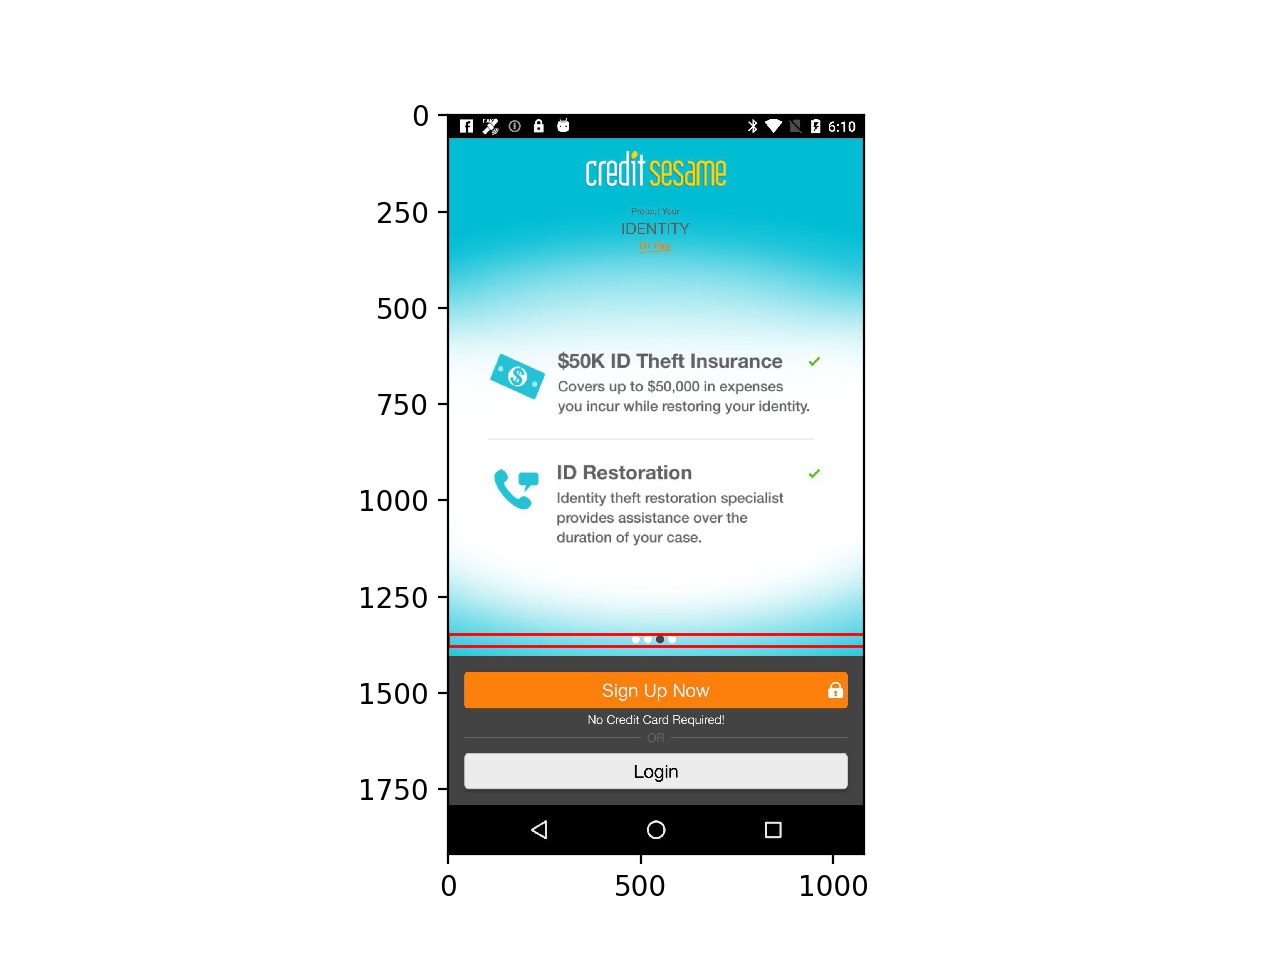 0
250
500
750
1000
1250
1500
1750
6:10
credit sesame
Protect Your
IDENTITY
$50K ID Theft Insurance
Covers up to $50,000 in expenses
you incur while restoring your identity.
ID Restoration
Identity theft restoration specialist
provides assistance over the
duration of your case.
Sign Up Now
No Credit Card Required!
OR
Login
0 500 1000